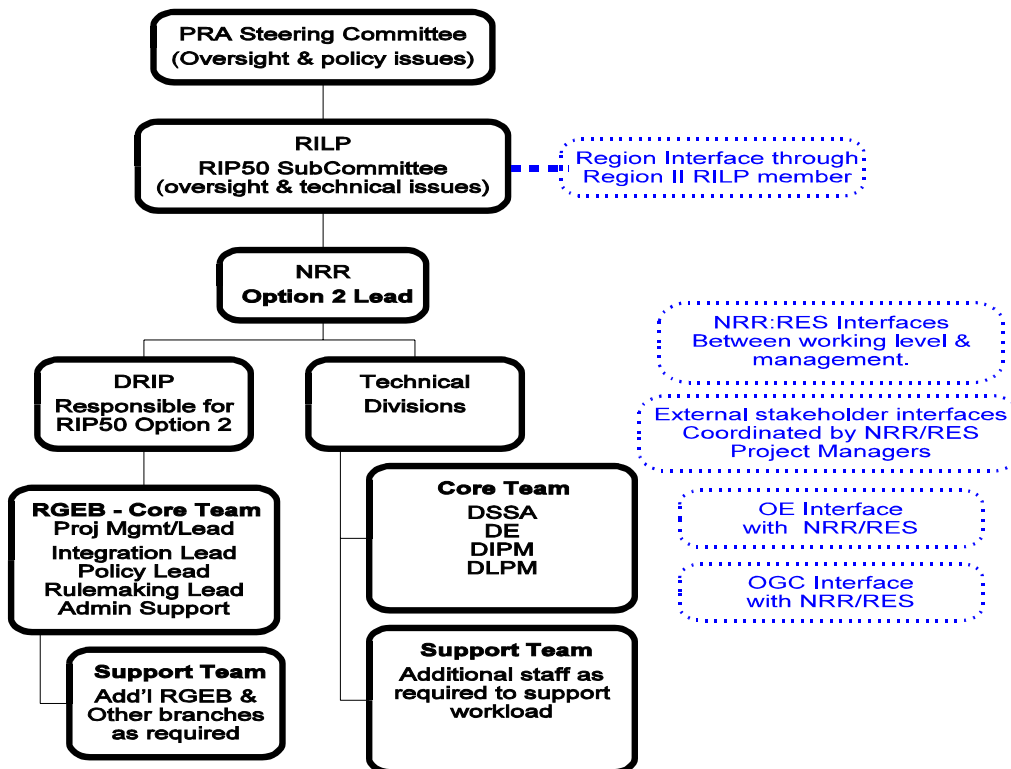 PRA Steering Committee
(Oversight & policy issues)
RILP
RIP50 SubCommittee
(oversight & technical issues)
Region Interface through
Region II RILP member
NRR
Option 2 Lead
NRR:RES Interfaces
Between working level &
management.
DRIP
Responsible for
RIP50 Option 2
Technical
Divisions
External stakeholder interfaces
Coordinated by NRR/RES
Project Managers
RGEB - Core Team
Proj Mgmt/Lead
Integration Lead
Policy Lead
Rulemaking Lead
Admin Support
Core Team
DSSA
DE
DIPM
DLPM
OE Interface
with NRR/RES
OGC Interface
with NRR/RES
Support Team
Add'l RGEB &
Other branches
as required
Support Team
Additional staff as
required to support
workload